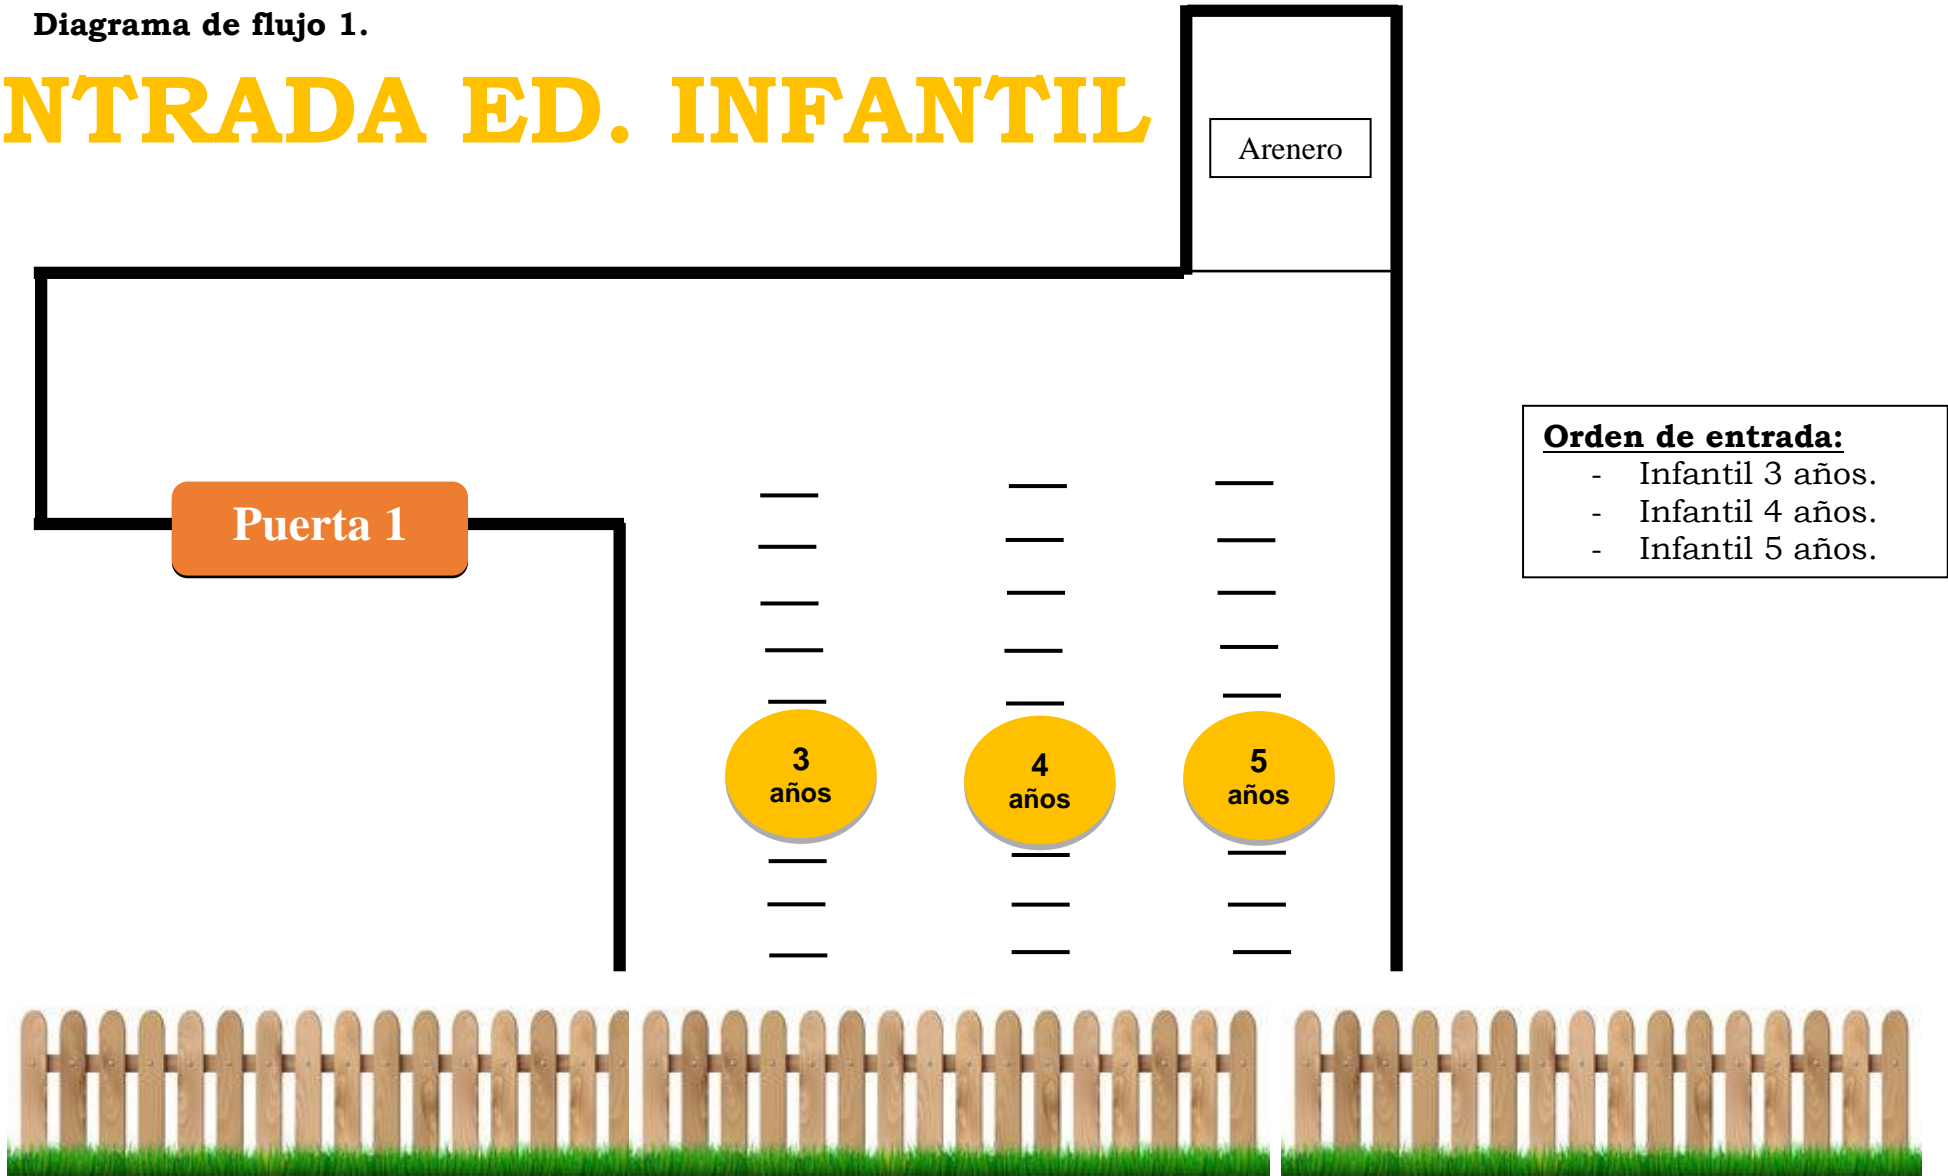 Diagrama de flujo 1.
NTRADA ED. INFANTIL
Arenero
Orden de entrada:
- Infantil 3 años.
- Infantil 4 años.
- Infantil 5 años.
Puerta 1
3
años
4
años
5
años